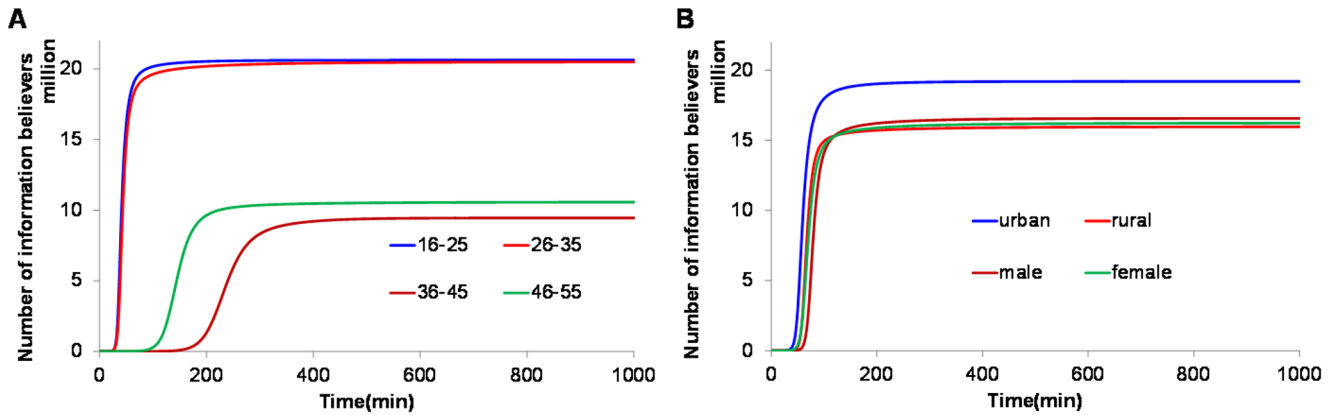 A
Number of information believers
million
20
15
10
5
0
0 200 400 600 800 1000
Time(min)
16-25 26-35
36-45 46-55
B
Number of information believers
million
20
15
10
5
0
0 200 400 600 800 1000
Time(min)
urban rural
male female